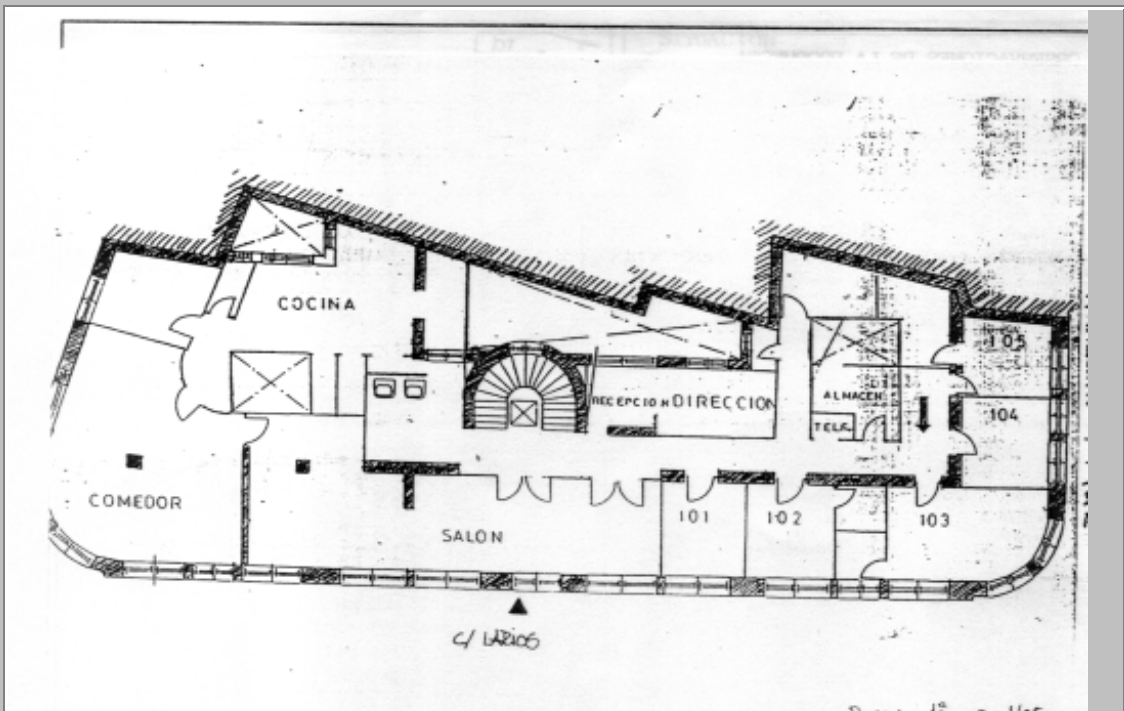 COCINA
105
RECEPCION DIRECCION
ALMACEN
104
TELF.
COMEDOR
101
102
103
SALON
C/ LARIOS